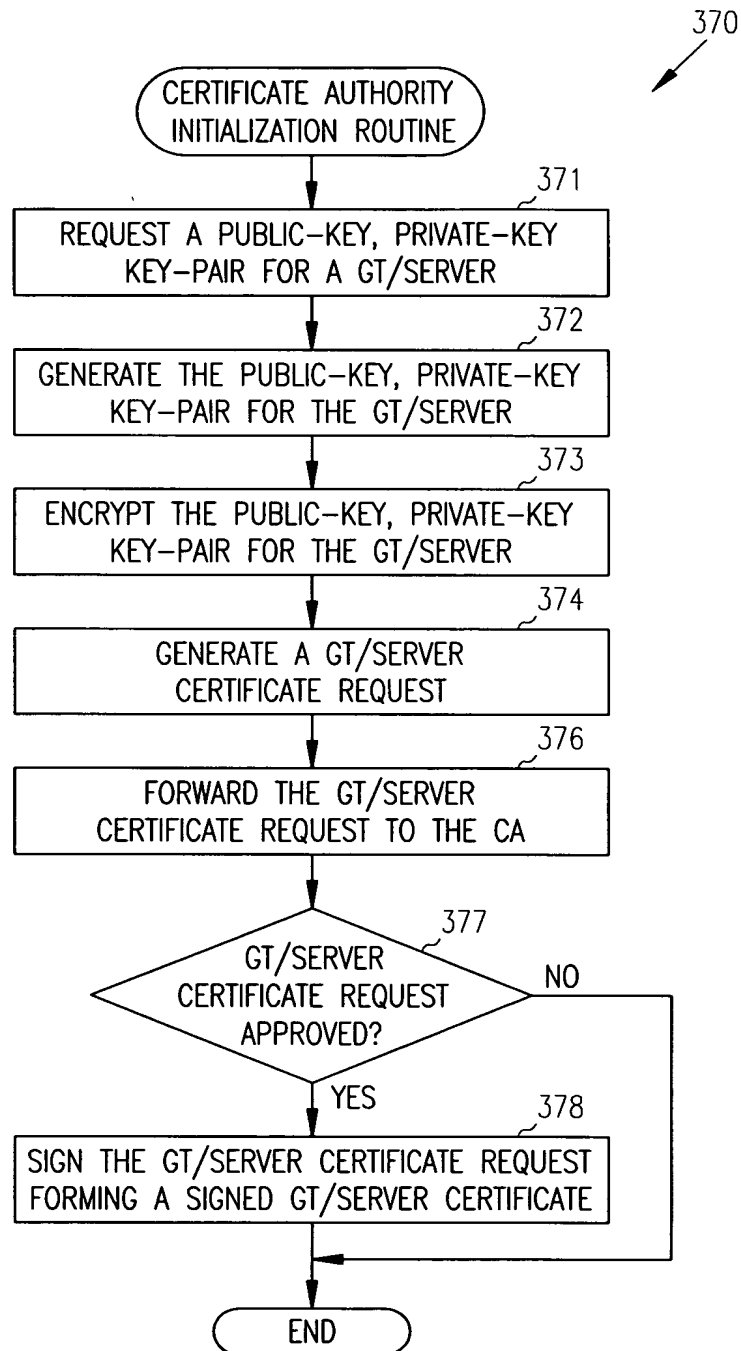 370
CERTIFICATE AUTHORITY
INITIALIZATION ROUTINE
371
REQUEST A PUBLIC-KEY, PRIVATE-KEY
KEY-PAIR FOR A GT/SERVER
372
GENERATE THE PUBLIC-KEY, PRIVATE-KEY
KEY-PAIR FOR THE GT/SERVER
373
ENCRYPT THE PUBLIC-KEY, PRIVATE-KEY
KEY-PAIR FOR THE GT/SERVER
374
GENERATE A GT/SERVER
CERTIFICATE REQUEST
376
FORWARD THE GT/SERVER
CERTIFICATE REQUEST TO THE CA
377
GT/SERVER
CERTIFICATE REQUEST
APPROVED?
NO
YES
378
SIGN THE GT/SERVER CERTIFICATE REQUEST
FORMING A SIGNED GT/SERVER CERTIFICATE
END